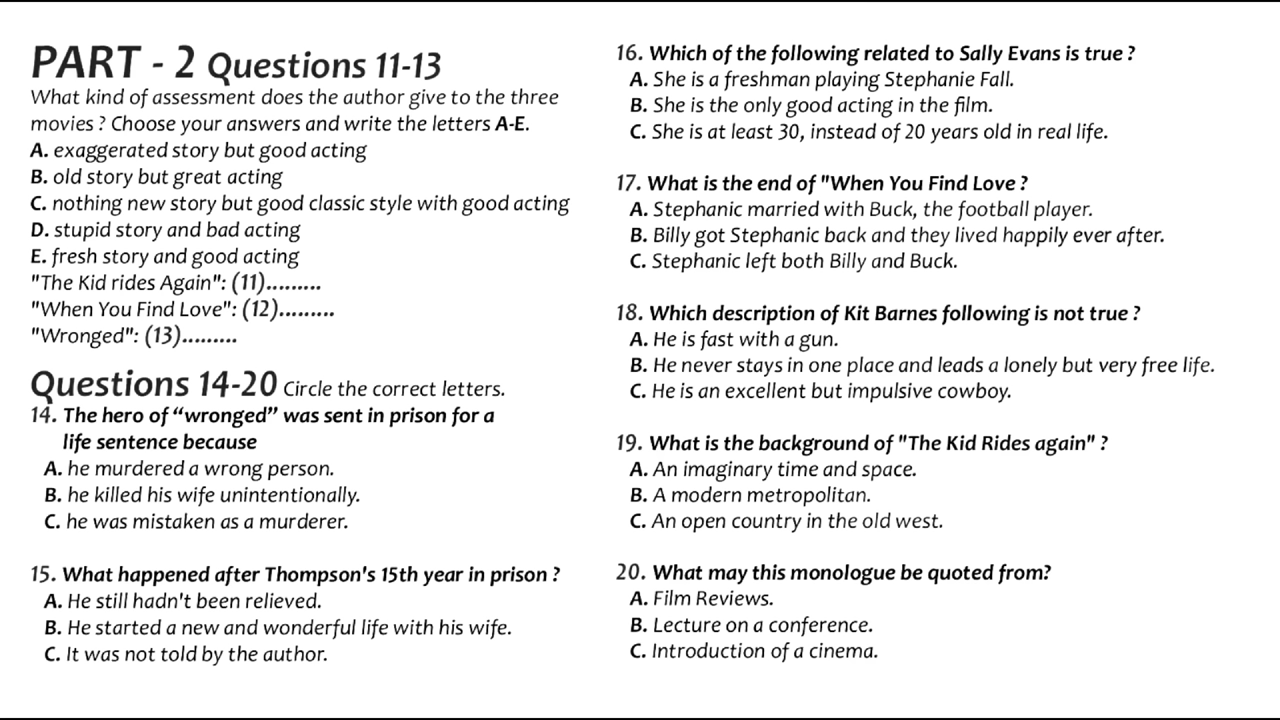 PART - 2 Questions 11-13
What kind of assessment does the author give to the three
movies ? Choose your answers and write the letters A-E.
A. exaggerated story but good acting
B. old story but great acting
C. nothing new story but good classic style with good acting
D. stupid story and bad acting
E. fresh story and good acting
"The Kid rides Again": (11).........
"When You Find Love": (12).........
"Wronged": (13).........
Questions 14-20 Circle the correct letters.
14. The hero of “wronged” was sent in prison for a
life sentence because
A. he murdered a wrong person.
B. he killed his wife unintentionally.
C. he was mistaken as a murderer.
15. What happened after Thompson's 15th year in prison ?
A. He still hadn't been relieved.
B. He started a new and wonderful life with his wife.
C. It was not told by the author.
16. Which of the following related to Sally Evans is true ?
A. She is a freshman playing Stephanie Fall.
B. She is the only good acting in the film.
C. She is at least 30, instead of 20 years old in real life.
17. What is the end of "When You Find Love ?
A. Stephanic married with Buck, the football player.
B. Billy got Stephanic back and they lived happily ever after.
C. Stephanic left both Billy and Buck.
18. Which description of Kit Barnes following is not true ?
A. He is fast with a gun.
B. He never stays in one place and leads a lonely but very free life.
C. He is an excellent but impulsive cowboy.
19. What is the background of "The Kid Rides again" ?
A. An imaginary time and space.
B. A modern metropolitan.
C. An open country in the old west.
20. What may this monologue be quoted from?
A. Film Reviews.
B. Lecture on a conference.
C. Introduction of a cinema.